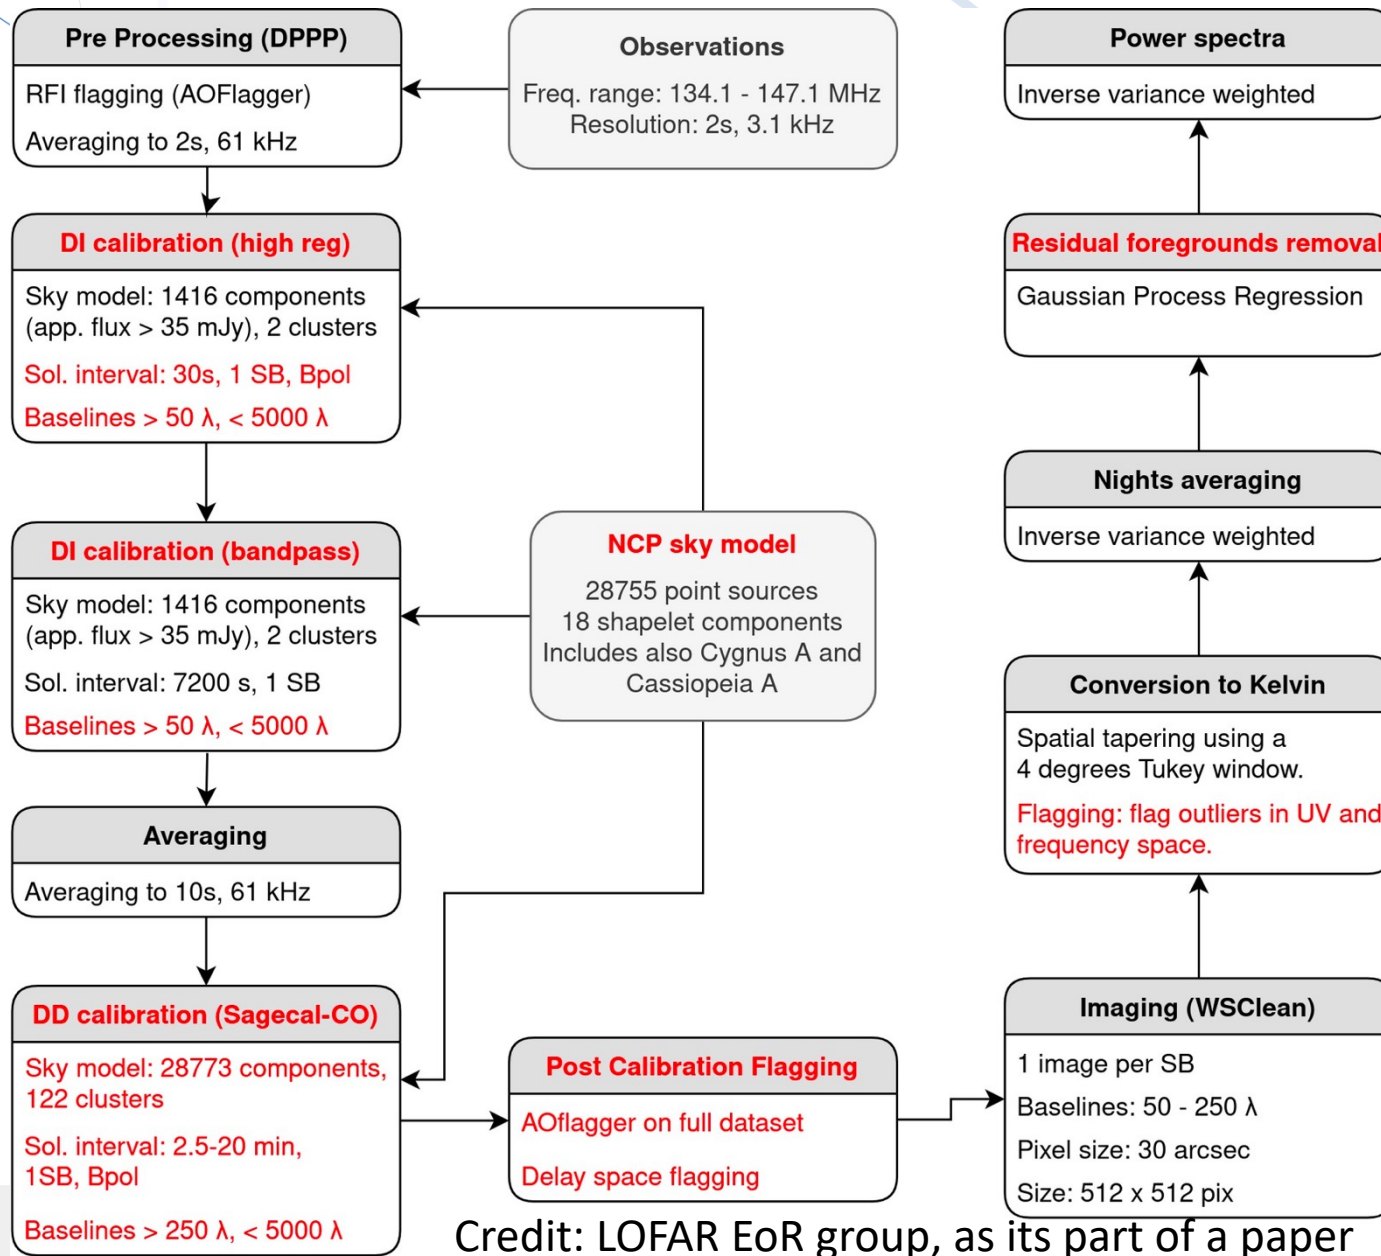 Pre Processing (DPPP)
RFI flagging (AOFlagger)
Averaging to 2s, 61 kHz
Observations
Freq. range: 134.1 - 147.1 MHz
Resolution: 2s, 3.1 kHz
DI calibration (high reg)
Sky model: 1416 components
(app. flux > 35 mJy), 2 clusters
Sol. interval: 30s, 1 SB, Bpol
Baselines > 50 λ, < 5000 λ
DI calibration (bandpass)
Sky model: 1416 components
(app. flux > 35 mJy), 2 clusters
Sol. interval: 7200 s, 1 SB
Baselines > 50 λ, < 5000 λ
NCP sky model
28755 point sources
18 shapelet components
Includes also Cygnus A and
Cassiopeia A
Averaging
Averaging to 10s, 61 kHz
DD calibration (Sagecal-CO)
Sky model: 28773 components,
122 clusters
Sol. interval: 2.5-20 min,
1SB, Bpol
Baselines > 250 λ, < 5000 λ
Post Calibration Flagging
AOflagger on full dataset
Delay space flagging
Imaging (WSClean)
1 image per SB
Baselines: 50 - 250 λ
Pixel size: 30 arcsec
Size: 512 x 512 pix
Conversion to Kelvin
Spatial tapering using a
4 degrees Tukey window.
Flagging: flag outliers in UV and
frequency space.
Nights averaging
Inverse variance weighted
Residual foregrounds removal
Gaussian Process Regression
Power spectra
Inverse variance weighted
Credit: LOFAR EoR group, as its part of a paper